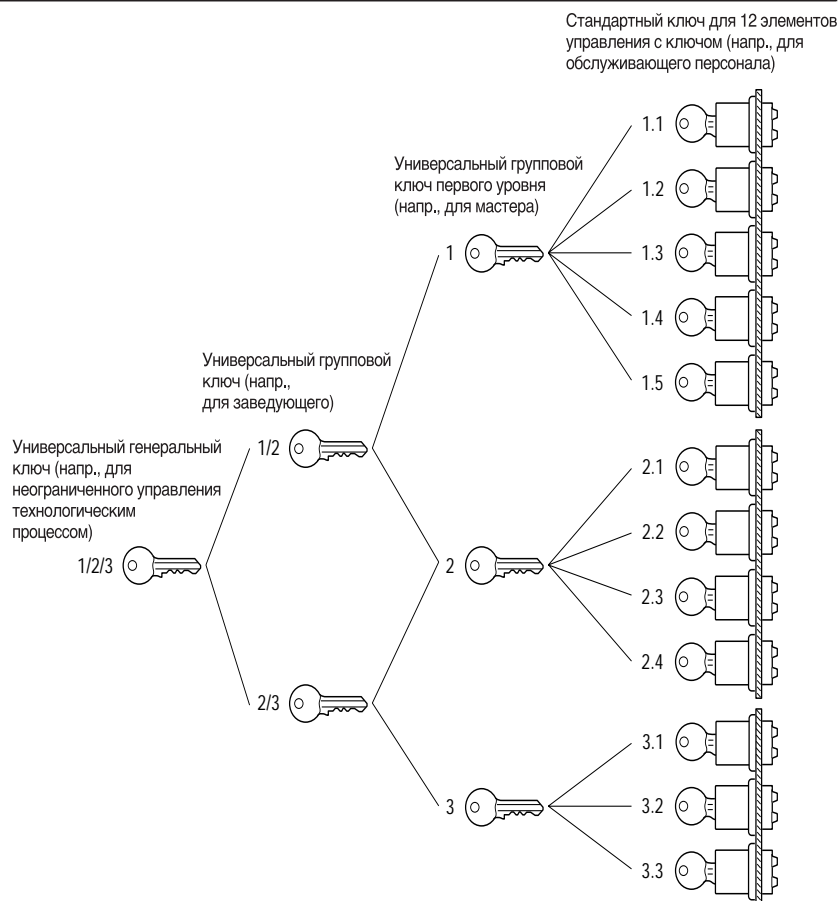 Стандартный ключ для 12 элементов
управления с ключом (напр., для
обслуживающего персонала)
1.1
Универсальный групповой
ключ первого уровня
(напр., для мастера)
1.2
1
1.3
1.4
1.5
Универсальный групповой
ключ (напр.,
для заведующего)
1/2
Универсальный генеральный
ключ (напр., для
неограниченного управления
технологическим
процессом)
1/2/3
2.1
2.2
2
2.3
2.4
2/3
3.1
3
3.2
3.3